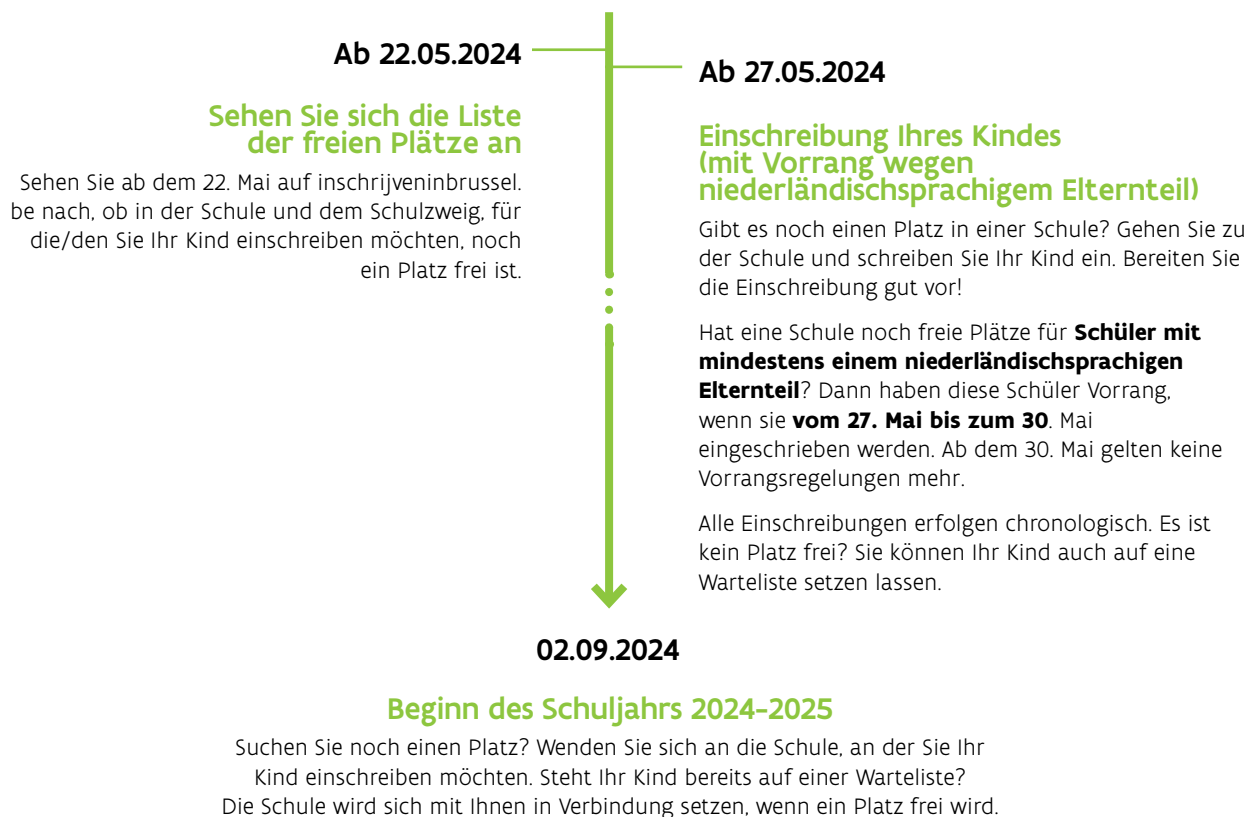 Ab 22.05.2024
Sehen Sie sich die Liste
der freien Plätze an
Sehen Sie ab dem 22. Mai auf inschrijveninbrussel.
be nach, ob in der Schule und dem Schulzweig, für
die/den Sie Ihr Kind einschreiben möchten, noch
ein Platz frei ist.
Ab 27.05.2024
Einschreibung Ihres Kindes
(mit Vorrang wegen
niederländischsprachigem Elternteil)
Gibt es noch einen Platz in einer Schule? Gehen Sie zu
der Schule und schreiben Sie Ihr Kind ein. Bereiten Sie
die Einschreibung gut vor!
Hat eine Schule noch freie Plätze für Schüler mit
mindestens einem niederländischsprachigen
Elternteil? Dann haben diese Schüler Vorrang,
wenn sie vom 27. Mai bis zum 30. Mai
eingeschrieben werden. Ab dem 30. Mai gelten keine
Vorrangsregelungen mehr.
Alle Einschreibungen erfolgen chronologisch. Es ist
kein Platz frei? Sie können Ihr Kind auch auf eine
Warteliste setzen lassen.
02.09.2024
Beginn des Schuljahrs 2024-2025
Suchen Sie noch einen Platz? Wenden Sie sich an die Schule, an der Sie Ihr
Kind einschreiben möchten. Steht Ihr Kind bereits auf einer Warteliste?
Die Schule wird sich mit Ihnen in Verbindung setzen, wenn ein Platz frei wird.